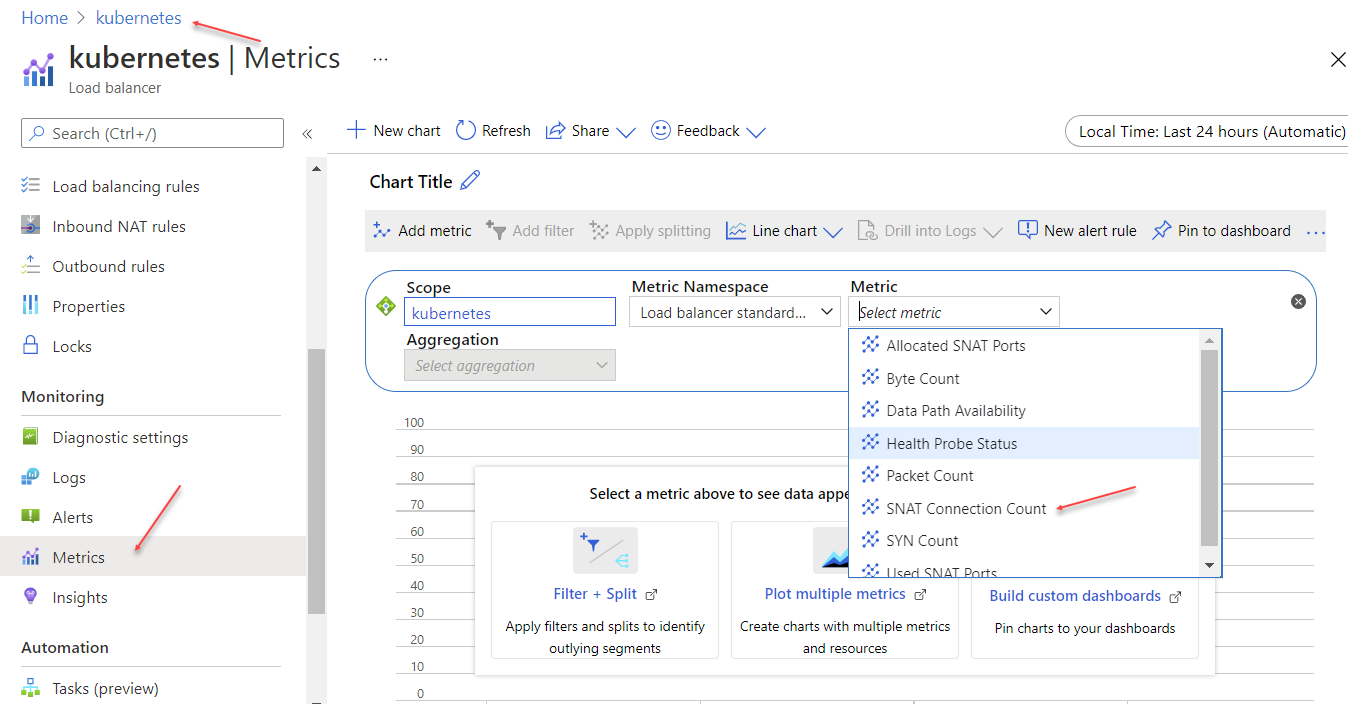 Home > kubernetes
kubernetes | Metrics ...
Load balancer
Search (Ctrl+/)
«
New chart Refresh Share Feedback
Local Time: Last 24 hours (Automatic)
Load balancing rules
Inbound NAT rules
Outbound rules
Properties
Locks
Monitoring
Diagnostic settings
Logs
Alerts
Metrics
Insights
Automation
Tasks (preview)
Chart Title
Add metric Add filter Apply splitting Line chart Drill into Logs New alert rule Pin to dashboard ...
Scope
kubernetes
Metric Namespace
Load balancer standard...
Metric
Select metric
Aggregation
Select aggregation
Allocated SNAT Ports
Byte Count
Data Path Availability
Health Probe Status
Packet Count
SNAT Connection Count
SYN Count
Used SNAT Ports
100
90
80
70
60
50
40
30
20
10
0
Select a metric above to see data appe
Filter + Split
Apply filters and splits to identify
outlying segments
Plot multiple metrics
Create charts with multiple metrics
and resources
Build custom dashboards
Pin charts to your dashboards